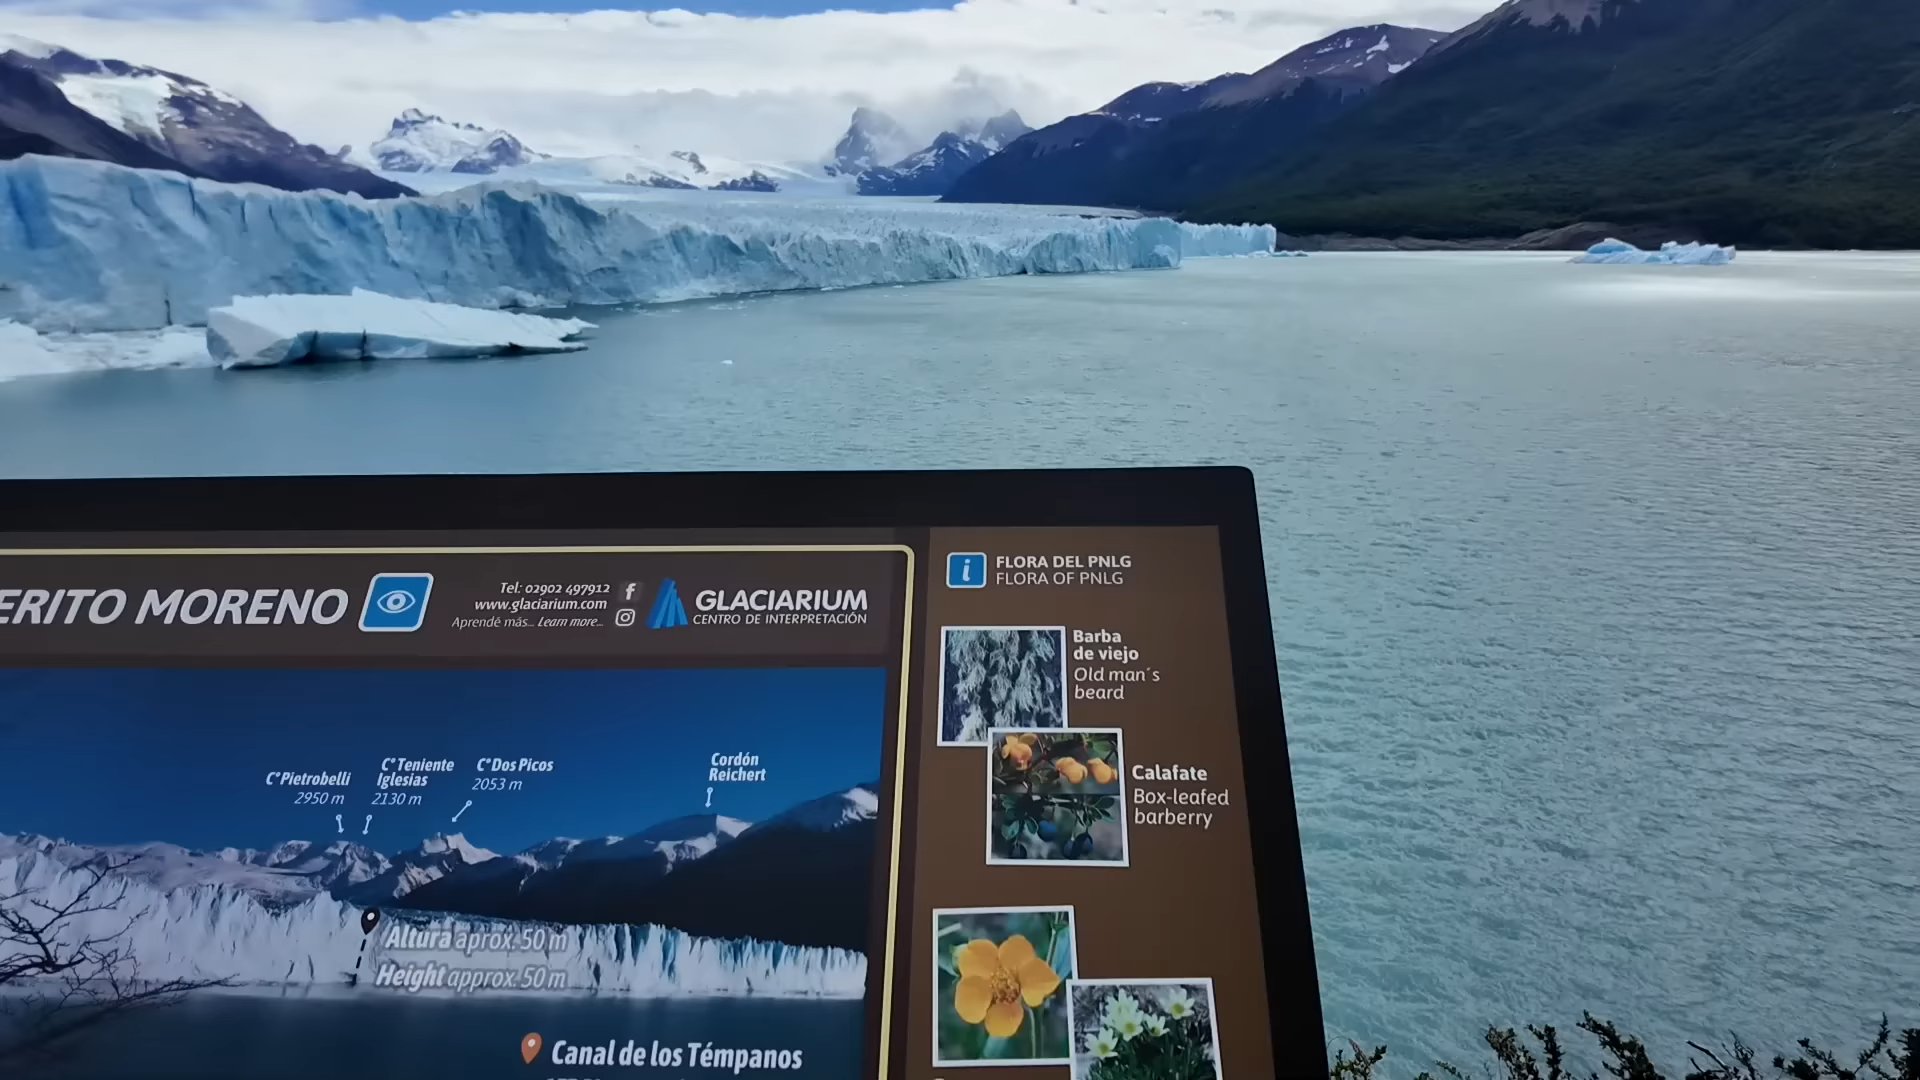 ERITO MORENO
Tel: 02902 497912
www.glaciarium.com
Aprendé más... Learn more...
GLACIARIUM
CENTRO DE INTERPRETACIÓN
C° Pietrobelli
2950 m
C° Teniente
Iglesias
2130 m
C° Dos Picos
2053 m
Cordón
Reichert
Altura aprox. 50 m
Height approx. 50 m
Canal de los Témpanos
i FLORA DEL PNLG
FLORA OF PNLG
Barba
de viejo
Old man´s
beard
Calafate
Box-leafed
barberry